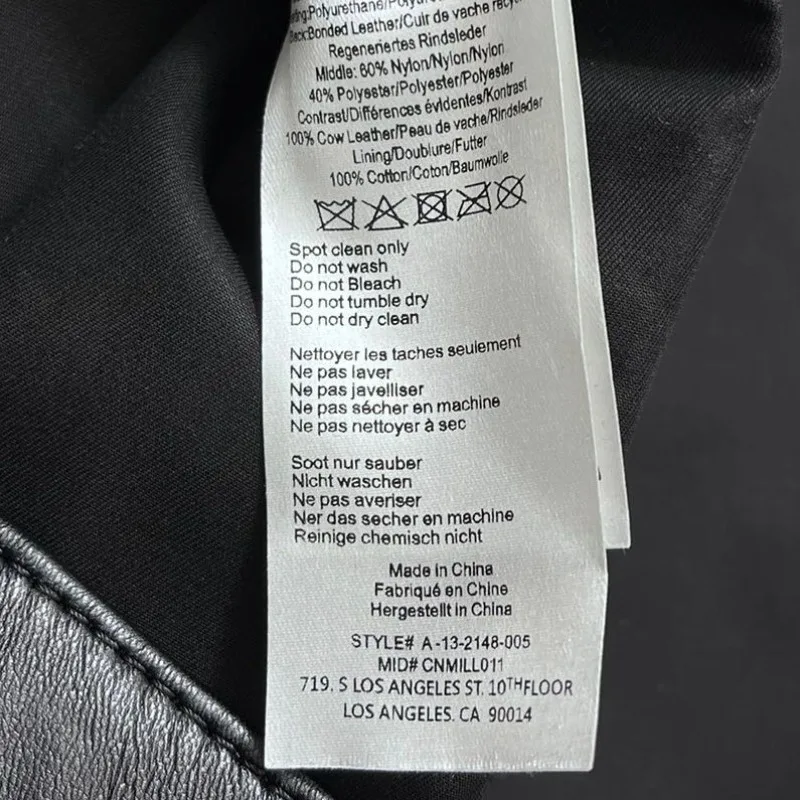 Polyurethane/
Back:Bonded Leather/Cuir de vache
Regeneriertes Rindsleder
Middle: 60% Nylon/Nylon/Nylon
40% Polyester/Polyester/Polyester
Contrast/Différences évidentes/Kontrast
100% Cow Leather/Peau de vache/Rindsleder
Lining/Doublure/Futter
100% Cotton/Coton/Baumwolle
Spot clean only
Do not wash
Do not Bleach
Do not tumble dry
Do not dry clean
Nettoyer les taches seulement
Ne pas laver
Ne pas javelliser
Ne pas sécher en machine
Ne pas nettoyer à sec
Soot nur sauber
Nicht waschen
Ne pas averiser
Ner das secher en machine
Reinige chemisch nicht
Made in China
Fabriqué en Chine
Hergestellt in China
STYLE# A-13-2148-005
MID# CNMILL011
719. S LOS ANGELES ST. 10THFLOOR
LOS ANGELES. CA 90014